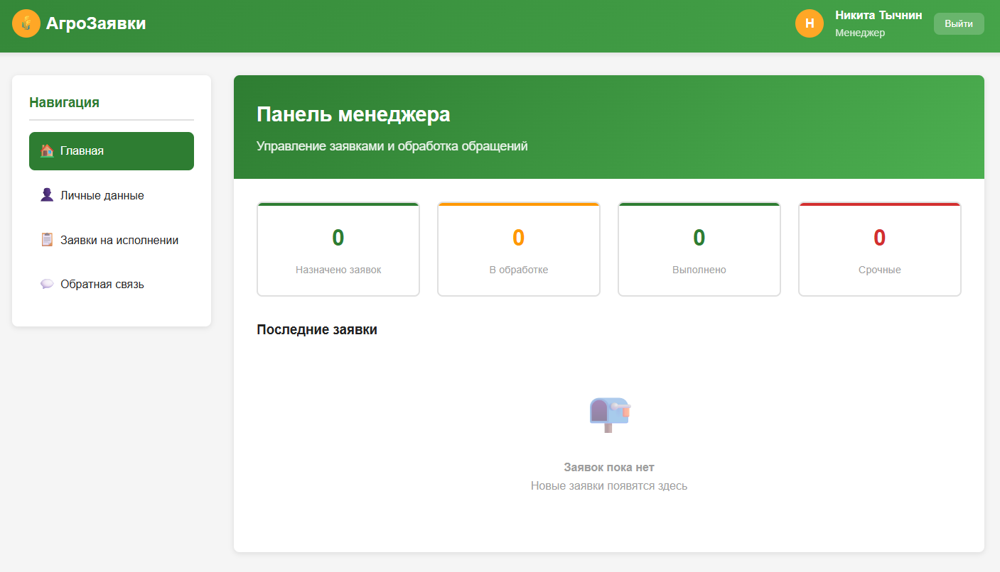 АгроЗаявки
Н
Никита Тычнин
Менеджер
Выйти
Навигация
Главная
Личные данные
Заявки на исполнении
Обратная связь
Панель менеджера
Управление заявками и обработка обращений
0
Назначено заявок
0
В обработке
0
Выполнено
0
Срочные
Последние заявки
Заявок пока нет
Новые заявки появятся здесь